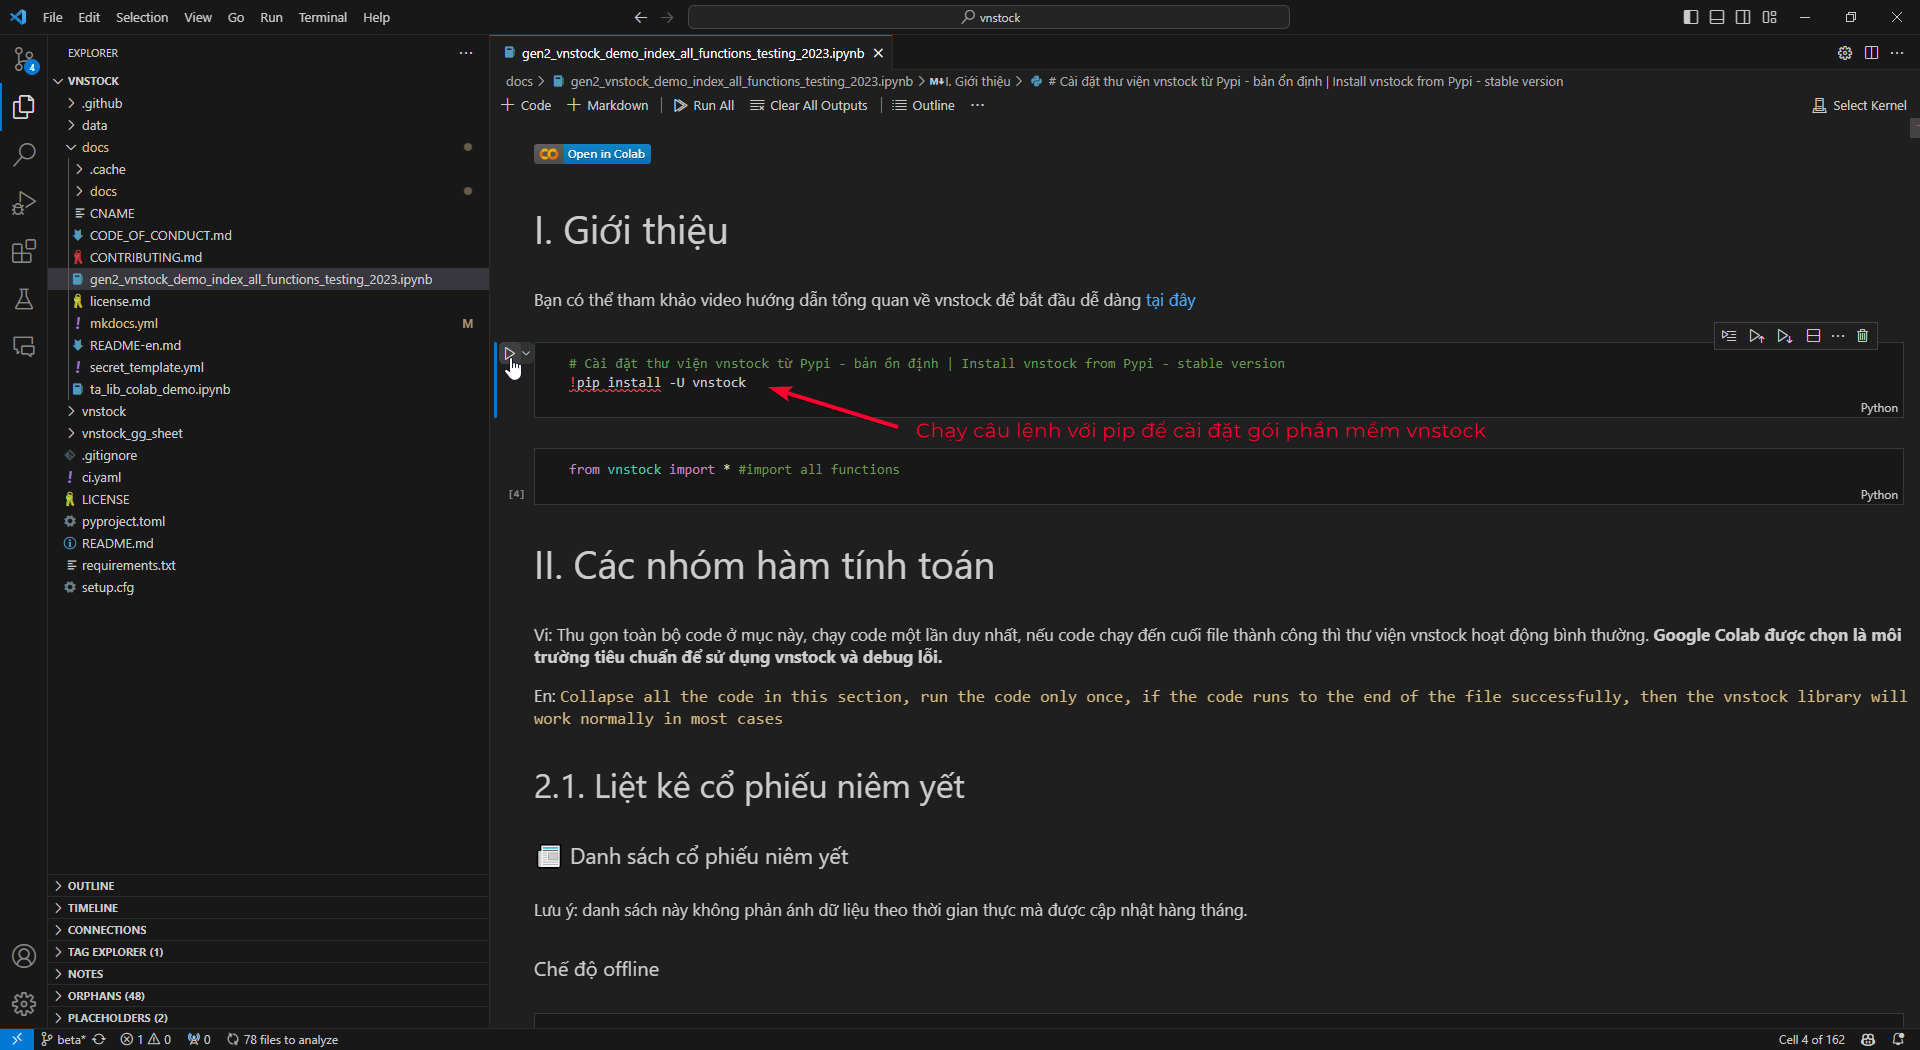 File Edit Selection View Go Run Terminal Help
vnstock
4
EXPLORER
VNSTOCK
.github
data
docs
.cache
docs
CNAME
CODE_OF_CONDUCT.md
CONTRIBUTING.md
gen2_vnstock_demo_index_all_functions_testing_2023.ipynb
license.md
mkdocs.yml M
README-en.md
secret_template.yml
ta_lib_colab_demo.ipynb
vnstock
vnstock_gg_sheet
.gitignore
ci.yaml
LICENSE
pyproject.toml
README.md
requirements.txt
setup.cfg
OUTLINE
TIMELINE
CONNECTIONS
TAG EXPLORER (1)
NOTES
ORPHANS (48)
PLACEHOLDERS (2)
gen2_vnstock_demo_index_all_functions_testing_2023.ipynb
docs > gen2_vnstock_demo_index_all_functions_testing_2023.ipynb > M↓I. Giới thiệu > # Cài đặt thư viện vnstock từ Pypi - bản ổn định | Install vnstock from Pypi - stable version
+ Code + Markdown Run All Clear All Outputs Outline ... Select Kernel
Open in Colab
I. Giới thiệu
Bạn có thể tham khảo video hướng dẫn tổng quan về vnstock để bắt đầu dễ dàng tại đây
# Cài đặt thư viện vnstock từ Pypi - bản ổn định | Install vnstock from Pypi - stable version
!pip install -U vnstock
Python
Chạy câu lệnh với pip để cài đặt gói phần mềm vnstock
from vnstock import * #import all functions
[4]
Python
II. Các nhóm hàm tính toán
Vi: Thu gọn toàn bộ code ở mục này, chạy code một lần duy nhất, nếu code chạy đến cuối file thành công thì thư viện vnstock hoạt động bình thường. Google Colab được chọn là môi
trường tiêu chuẩn để sử dụng vnstock và debug lỗi.
En: Collapse all the code in this section, run the code only once, if the code runs to the end of the file successfully, then the vnstock library will
work normally in most cases
2.1. Liệt kê cổ phiếu niêm yết
Danh sách cổ phiếu niêm yết
Lưu ý: danh sách này không phản ánh dữ liệu theo thời gian thực mà được cập nhật hàng tháng.
Chế độ offline
beta* 1 0 0 78 files to analyze Cell 4 of 162